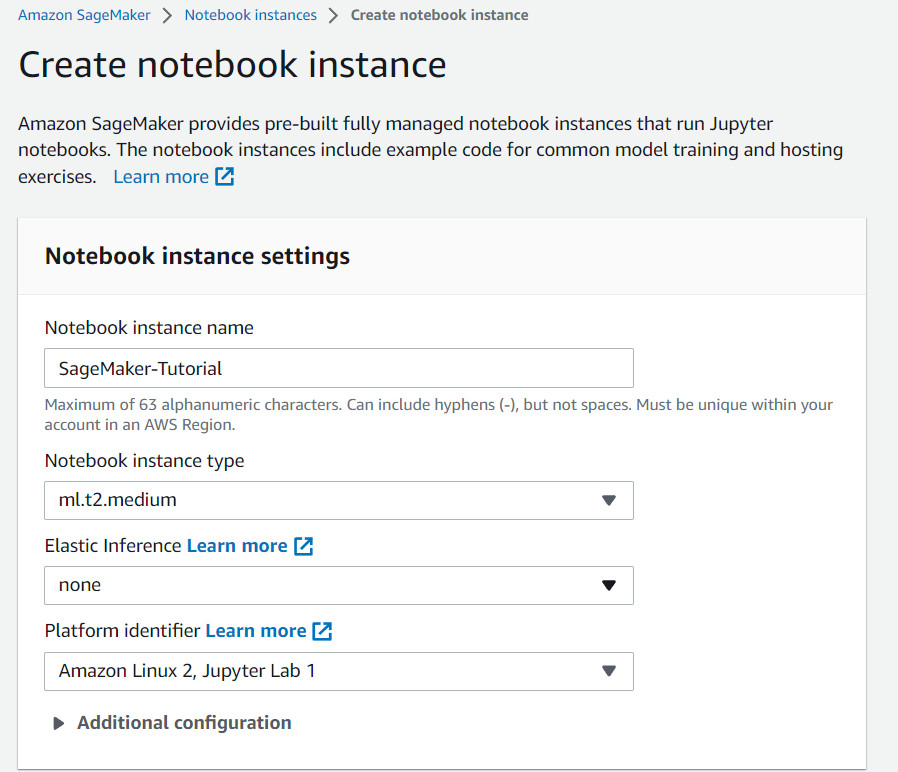 Amazon SageMaker > Notebook instances > Create notebook instance
Create notebook instance
Amazon SageMaker provides pre-built fully managed notebook instances that run Jupyter
notebooks. The notebook instances include example code for common model training and hosting
exercises. Learn more
Notebook instance settings
Notebook instance name
SageMaker-Tutorial
Maximum of 63 alphanumeric characters. Can include hyphens (-), but not spaces. Must be unique within your
account in an AWS Region.
Notebook instance type
ml.t2.medium
Elastic Inference Learn more
none
Platform identifier Learn more
Amazon Linux 2, Jupyter Lab 1
Additional configuration